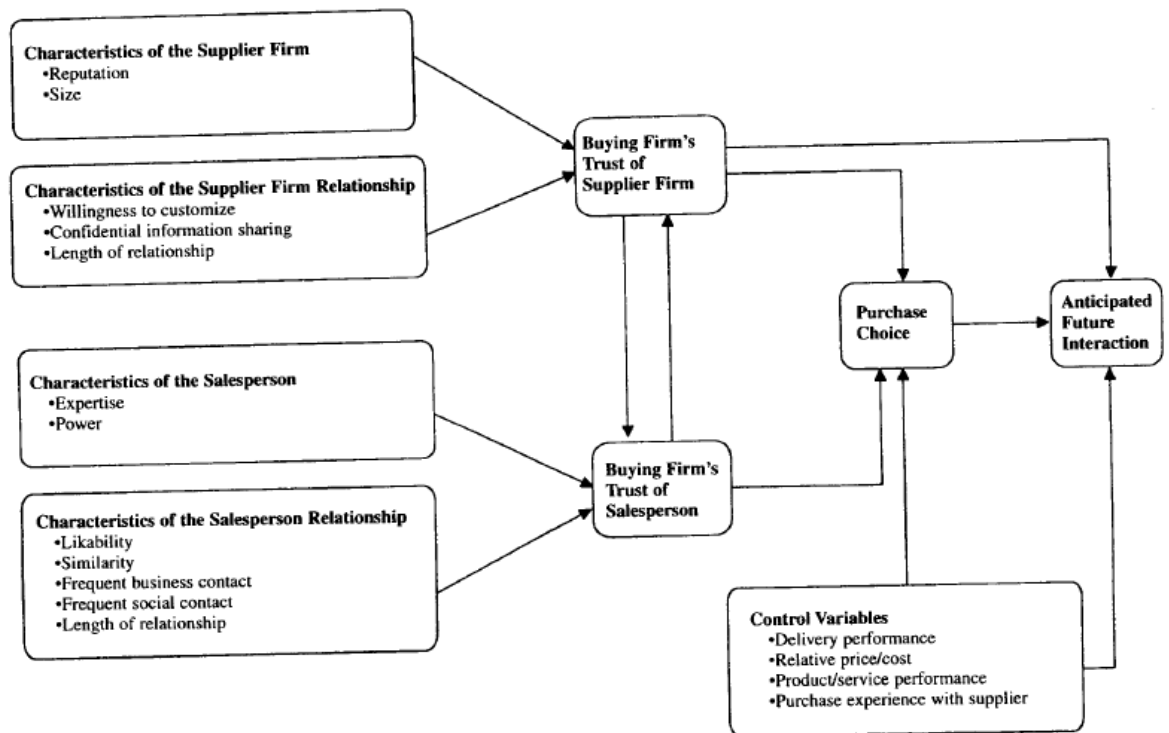 Characteristics of the Supplier Firm
•Reputation
•Size
Characteristics of the Supplier Firm Relationship
•Willingness to customize
•Confidential information sharing
•Length of relationship
Characteristics of the Salesperson
•Expertise
•Power
Characteristics of the Salesperson Relationship
•Likability
•Similarity
•Frequent business contact
•Frequent social contact
•Length of relationship
Buying Firm's
Trust of
Supplier Firm
Buying Firm's
Trust of
Salesperson
Purchase
Choice
Anticipated
Future
Interaction
Control Variables
•Delivery performance
•Relative price/cost
•Product/service performance
•Purchase experience with supplier